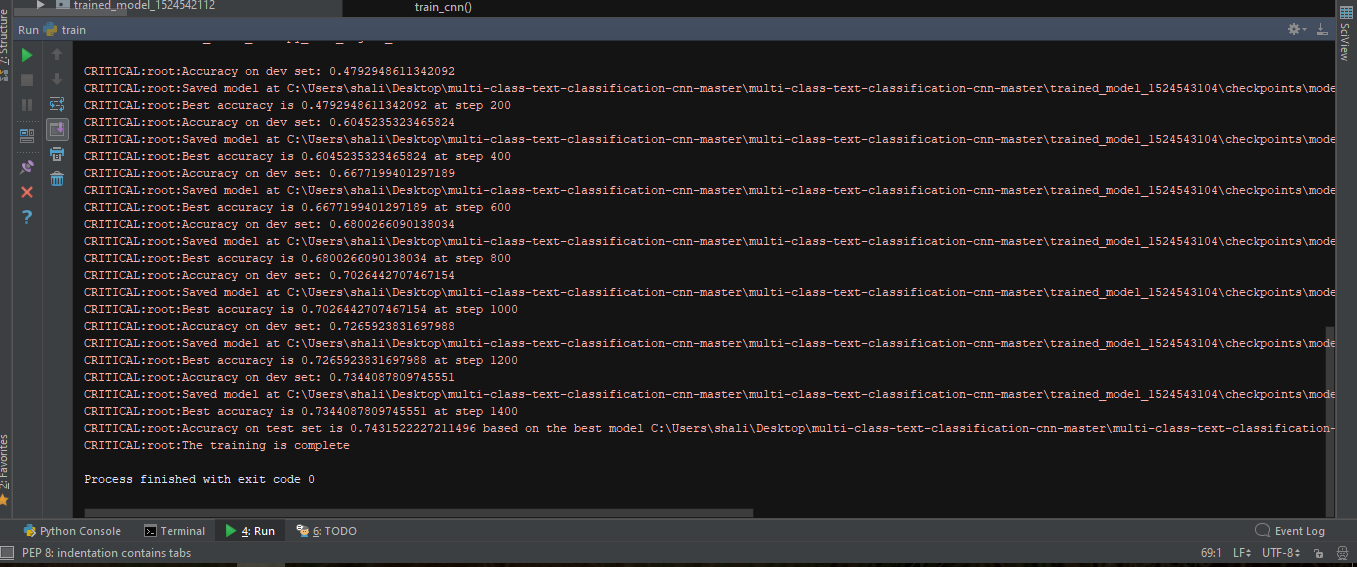 trained_model_1524542112
train_cnn()
Run train
CRITICAL:root:Accuracy on dev set: 0.4792948611342092
CRITICAL:root:Saved model at C:\Users\shali\Desktop\multi-class-text-classification-cnn-master\multi-class-text-classification-cnn-master\trained_model_1524543104\checkpoints\mode
CRITICAL:root:Best accuracy is 0.4792948611342092 at step 200
CRITICAL:root:Accuracy on dev set: 0.6045235323465824
CRITICAL:root:Saved model at C:\Users\shali\Desktop\multi-class-text-classification-cnn-master\multi-class-text-classification-cnn-master\trained_model_1524543104\checkpoints\mode
CRITICAL:root:Best accuracy is 0.6045235323465824 at step 400
CRITICAL:root:Accuracy on dev set: 0.6677199401297189
CRITICAL:root:Saved model at C:\Users\shali\Desktop\multi-class-text-classification-cnn-master\multi-class-text-classification-cnn-master\trained_model_1524543104\checkpoints\mode
CRITICAL:root:Best accuracy is 0.6677199401297189 at step 600
CRITICAL:root:Accuracy on dev set: 0.6800266090138034
CRITICAL:root:Saved model at C:\Users\shali\Desktop\multi-class-text-classification-cnn-master\multi-class-text-classification-cnn-master\trained_model_1524543104\checkpoints\mode
CRITICAL:root:Best accuracy is 0.6800266090138034 at step 800
CRITICAL:root:Accuracy on dev set: 0.7026442707467154
CRITICAL:root:Saved model at C:\Users\shali\Desktop\multi-class-text-classification-cnn-master\multi-class-text-classification-cnn-master\trained_model_1524543104\checkpoints\mode
CRITICAL:root:Best accuracy is 0.7026442707467154 at step 1000
CRITICAL:root:Accuracy on dev set: 0.7265923831697988
CRITICAL:root:Saved model at C:\Users\shali\Desktop\multi-class-text-classification-cnn-master\multi-class-text-classification-cnn-master\trained_model_1524543104\checkpoints\mode
CRITICAL:root:Best accuracy is 0.7265923831697988 at step 1200
CRITICAL:root:Accuracy on dev set: 0.7344087809745551
CRITICAL:root:Saved model at C:\Users\shali\Desktop\multi-class-text-classification-cnn-master\multi-class-text-classification-cnn-master\trained_model_1524543104\checkpoints\mode
CRITICAL:root:Best accuracy is 0.7344087809745551 at step 1400
CRITICAL:root:Accuracy on test set is 0.7431522227211496 based on the best model C:\Users\shali\Desktop\multi-class-text-classification-cnn-master\multi-class-text-classification-
CRITICAL:root:The training is complete
Process finished with exit code 0
7: Structure
2: Favorites
SciView
Python Console Terminal 4: Run 6: TODO Event Log
PEP 8: indentation contains tabs 69:1 LF UTF-8